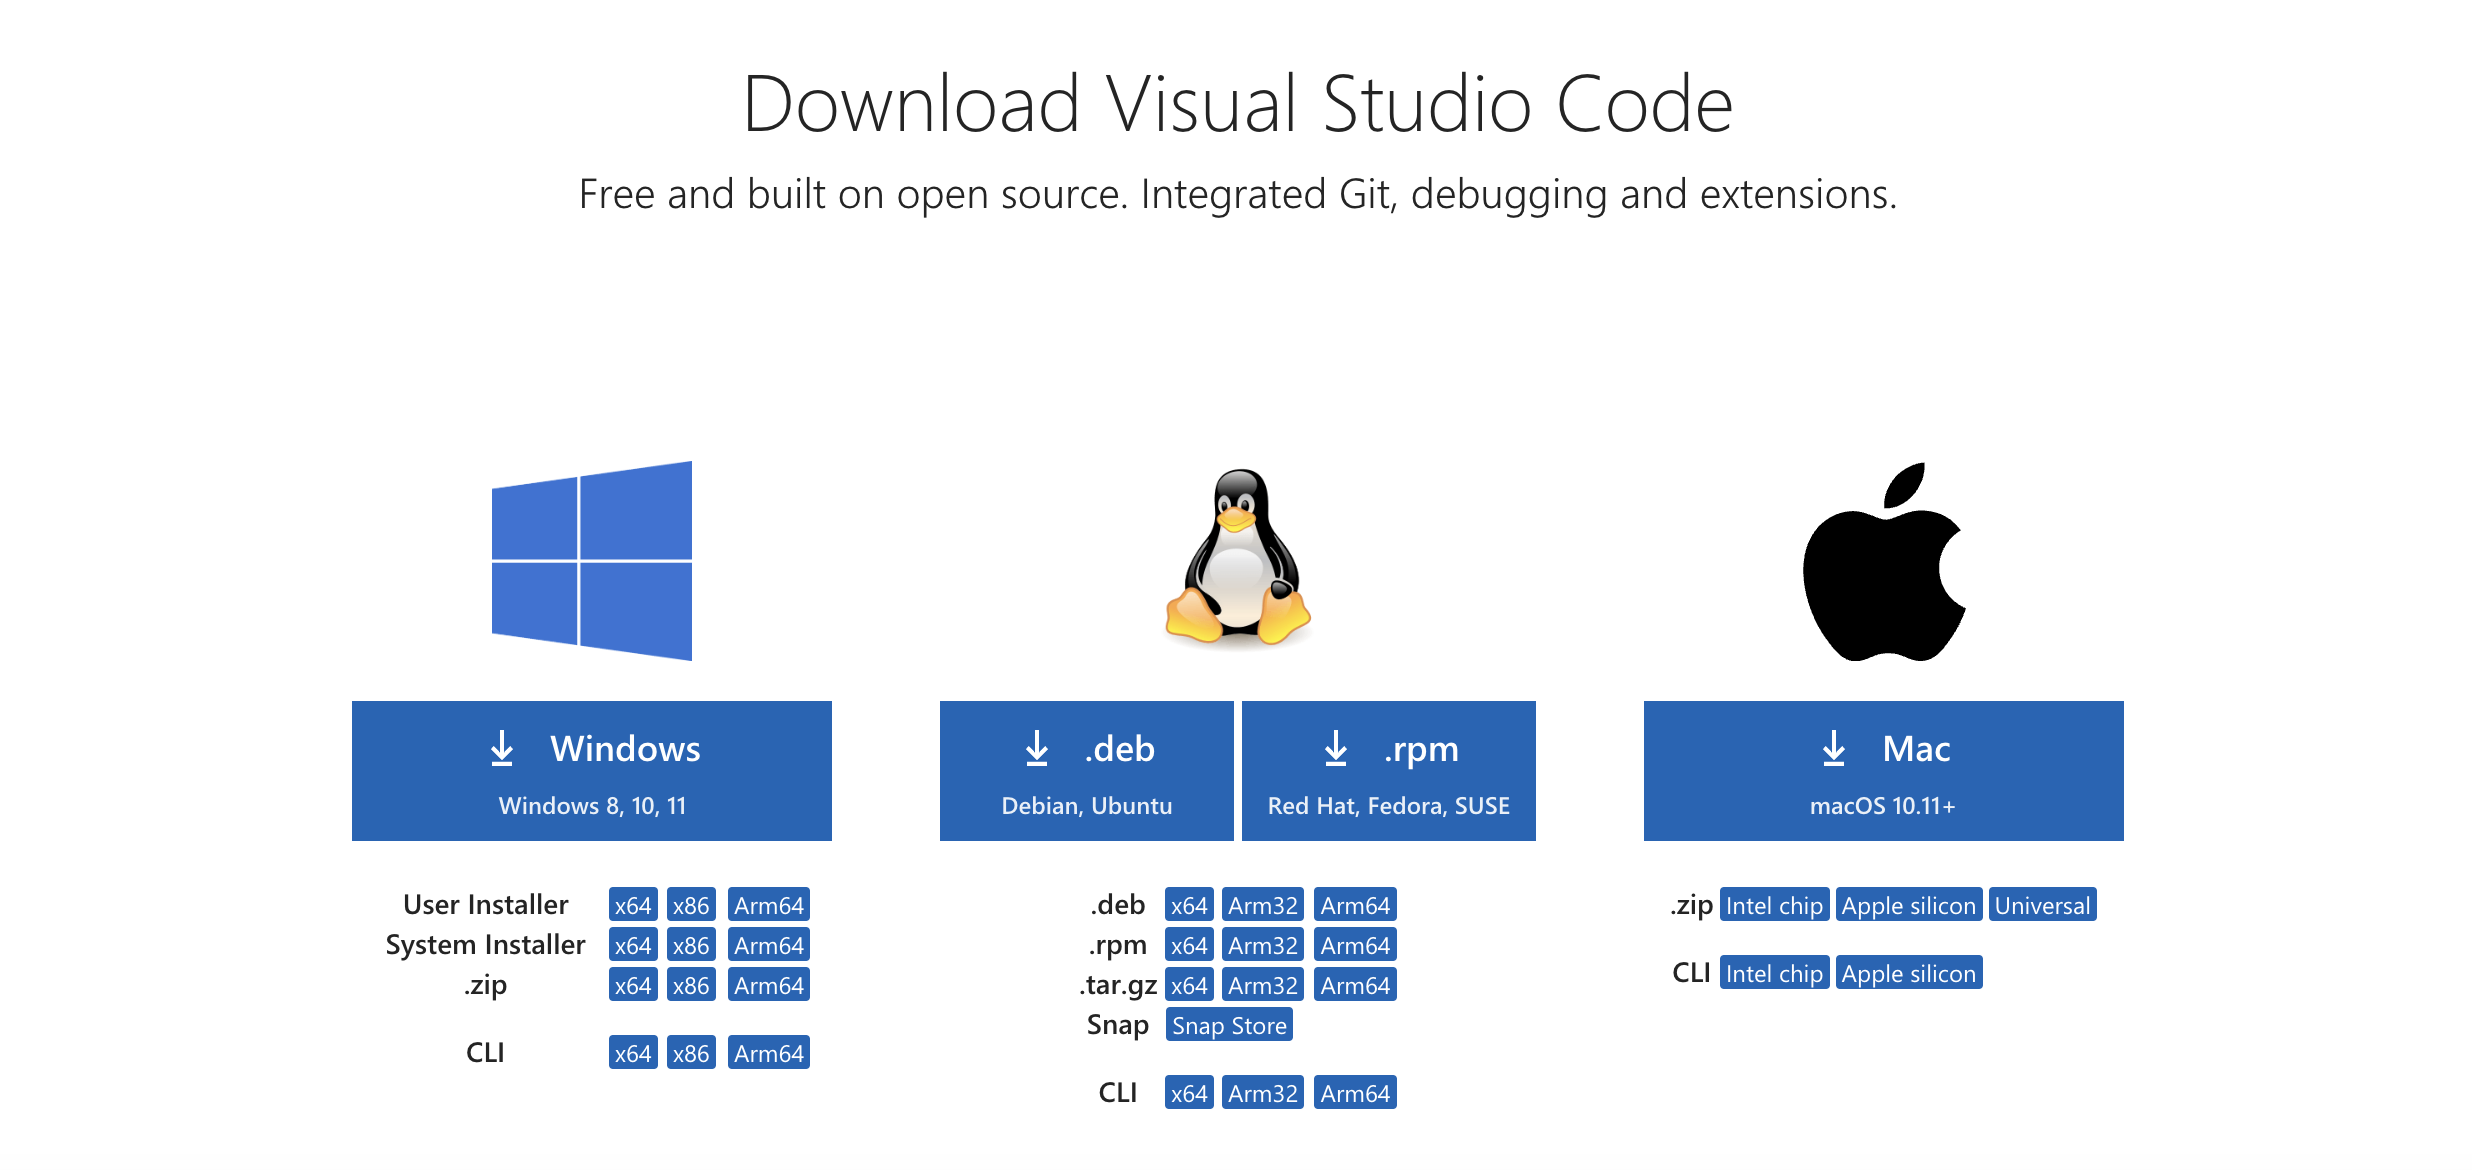 Download Visual Studio Code
Free and built on open source. Integrated Git, debugging and extensions.
Windows
Windows 8, 10, 11
User Installer x64 x86 Arm64
System Installer x64 x86 Arm64
.zip x64 x86 Arm64
CLI x64 x86 Arm64
.deb
Debian, Ubuntu
.rpm
Red Hat, Fedora, SUSE
.deb x64 Arm32 Arm64
.rpm x64 Arm32 Arm64
.tar.gz x64 Arm32 Arm64
Snap Snap Store
CLI x64 Arm32 Arm64
Mac
macOS 10.11+
.zip Intel chip Apple silicon Universal
CLI Intel chip Apple silicon